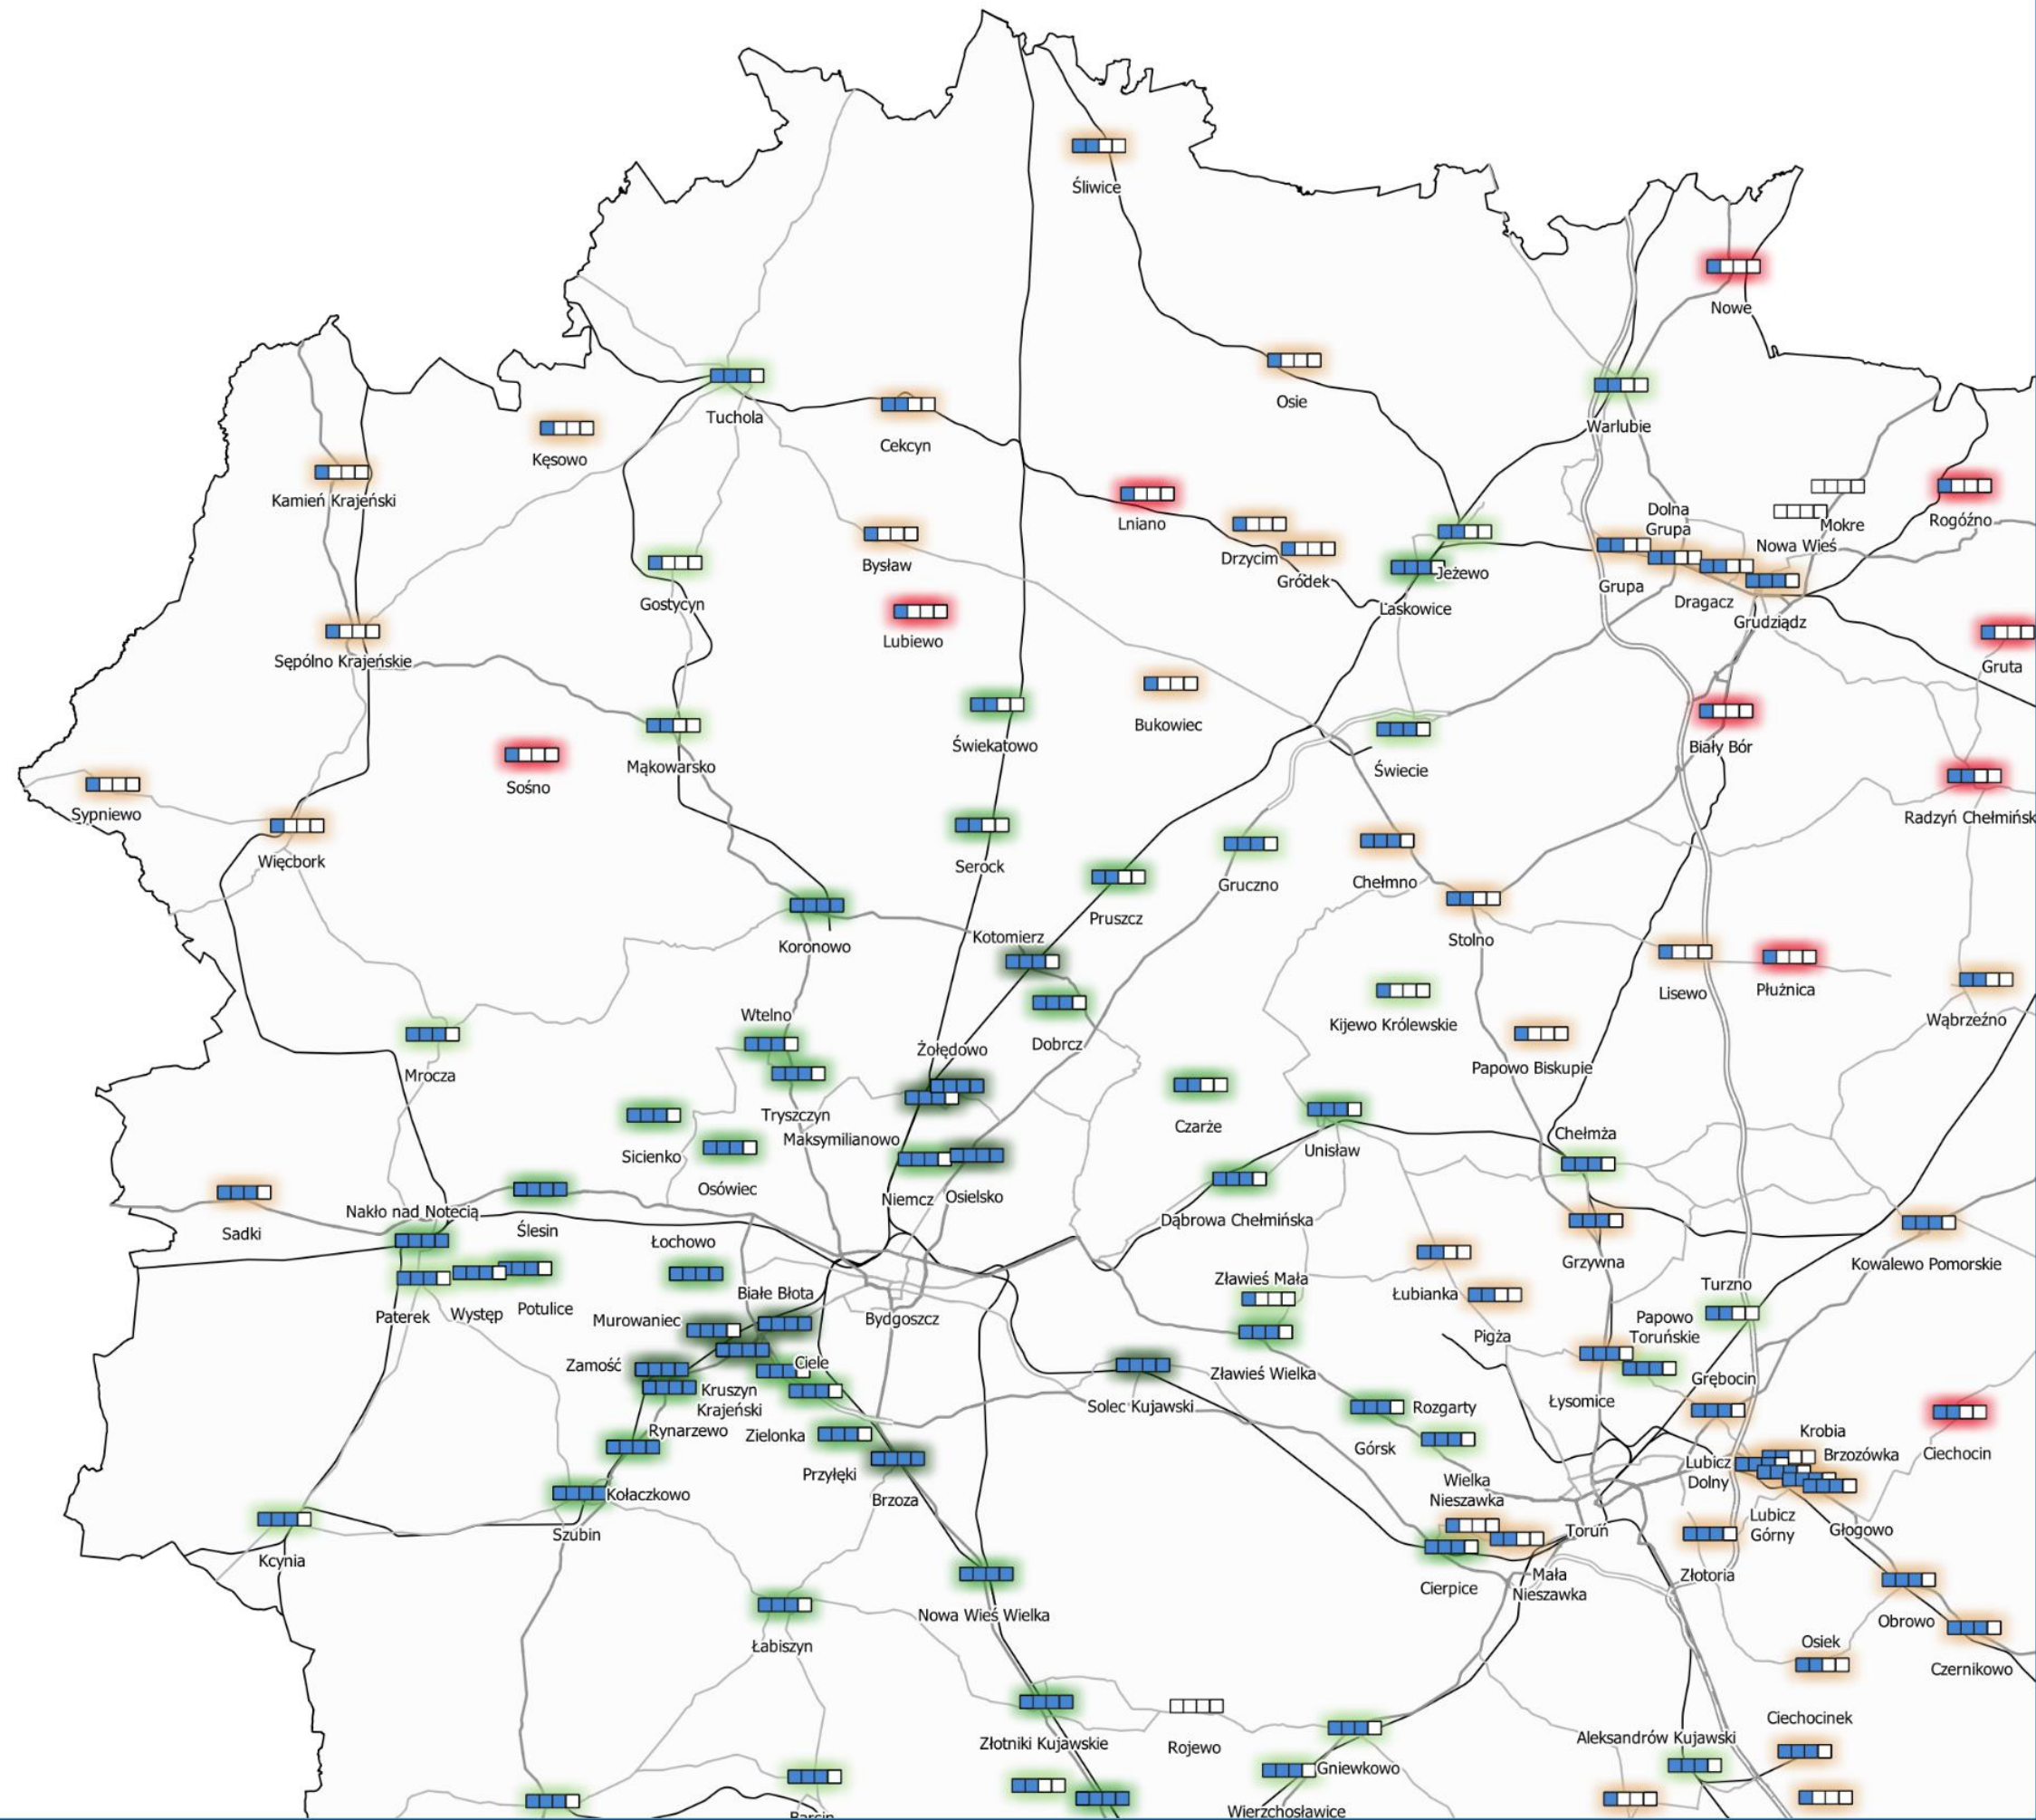 Śliwice
Nowe
Osie
Tuchola
Warlubie
Cekcyn
Kęsowo
Kamień Krajeński
Dolna
Grupa
Lniano
Mokre
Rogóźno
Nowa Wieś
Drzycim
Bysław
Gródek
Jeżewo
Grupa
Gostycyn
Laskowice
Dragacz
Grudziądz
Lubiewo
Sępólno Krajeńskie
Gruta
Bukowiec
Świekatowo
Biały Bór
Mąkowarsko
Świecie
Sośno
Sypniewo
Radzyń Chełmińsk
Więcbork
Serock
Chełmno
Gruczno
Pruszcz
Kotomierz
Stolno
Koronowo
Płużnica
Lisewo
Wtelno
Kijewo Królewskie
Wąbrzeźno
Dobrcz
Żołędowo
Papowo Biskupie
Mrocza
Tryszczyn
Czarże
Chełmża
Maksymilianowo
Unisław
Sicienko
Osówiec
Osielsko
Niemcz
Nakło nad Notecią
Dąbrowa Chełmińska
Ślesin
Sadki
Łochowo
Grzywna
Kowalewo Pomorskie
Zławieś Mała
Turzno
Białe Błota
Łubianka
Potulice
Występ
Paterek
Murowaniec
Bydgoszcz
Papowo
Toruńskie
Pigża
Zamość
Ciele
Zławieś Wielka
Grębocin
Kruszyn
Krajeński
Solec Kujawski
Łysomice
Rozgarty
Rynarzewo
Zielonka
Krobia
Górsk
Brzozówka
Ciechocin
Lubicz
Dolny
Przyłęki
Wielka
Nieszawka
Kołaczkowo
Brzoza
Lubicz
Górny
Głogowo
Toruń
Szubin
Kcynia
Złotoria
Mała
Nieszawka
Cierpice
Nowa Wieś Wielka
Obrowo
Osiek
Łabiszyn
Czernikowo
Ciechocinek
Aleksandrów Kujawski
Złotniki Kujawskie
Rojewo
Gniewkowo
Wierzchosławice
Barcin